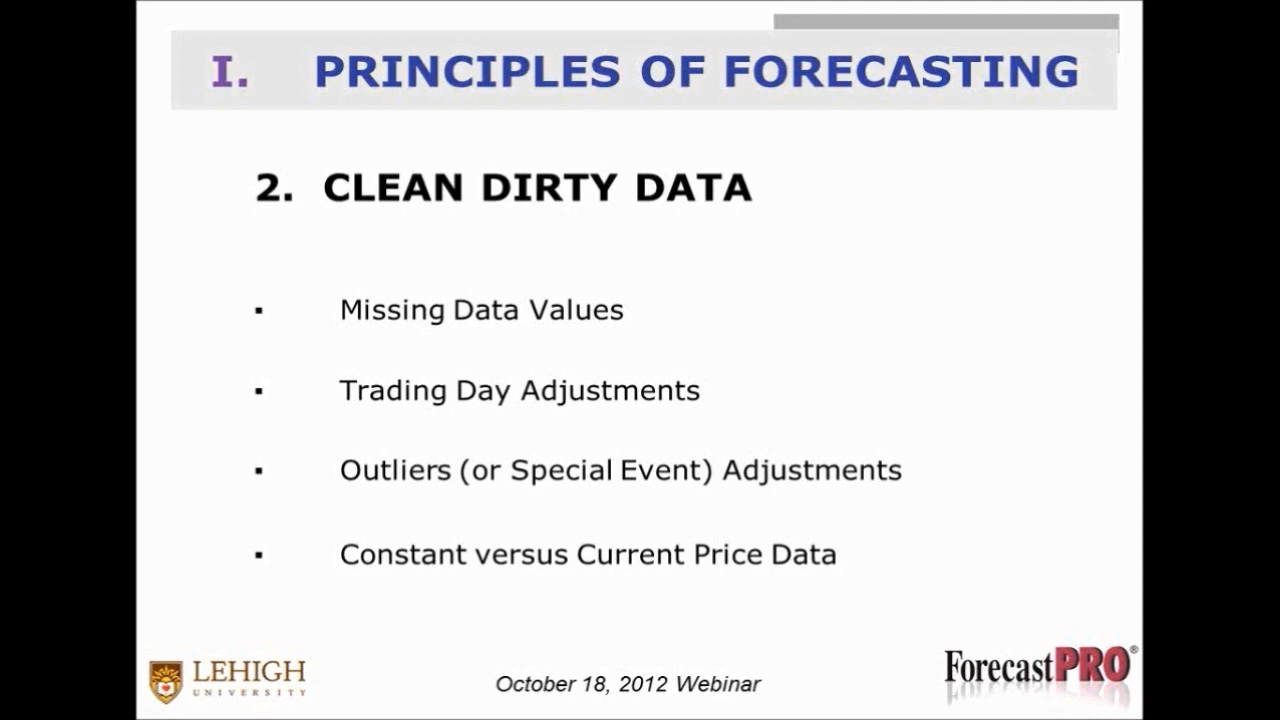 I. PRINCIPLES OF FORECASTING
2. CLEAN DIRTY DATA
▪ Missing Data Values
▪ Trading Day Adjustments
▪ Outliers (or Special Event) Adjustments
▪ Constant versus Current Price Data
LEHIGH
UNIVERSITY
October 18, 2012 Webinar
ForecastPRO®